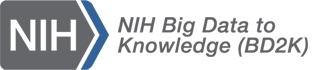 NIH
NIH Big Data to
Knowledge (BD2K)